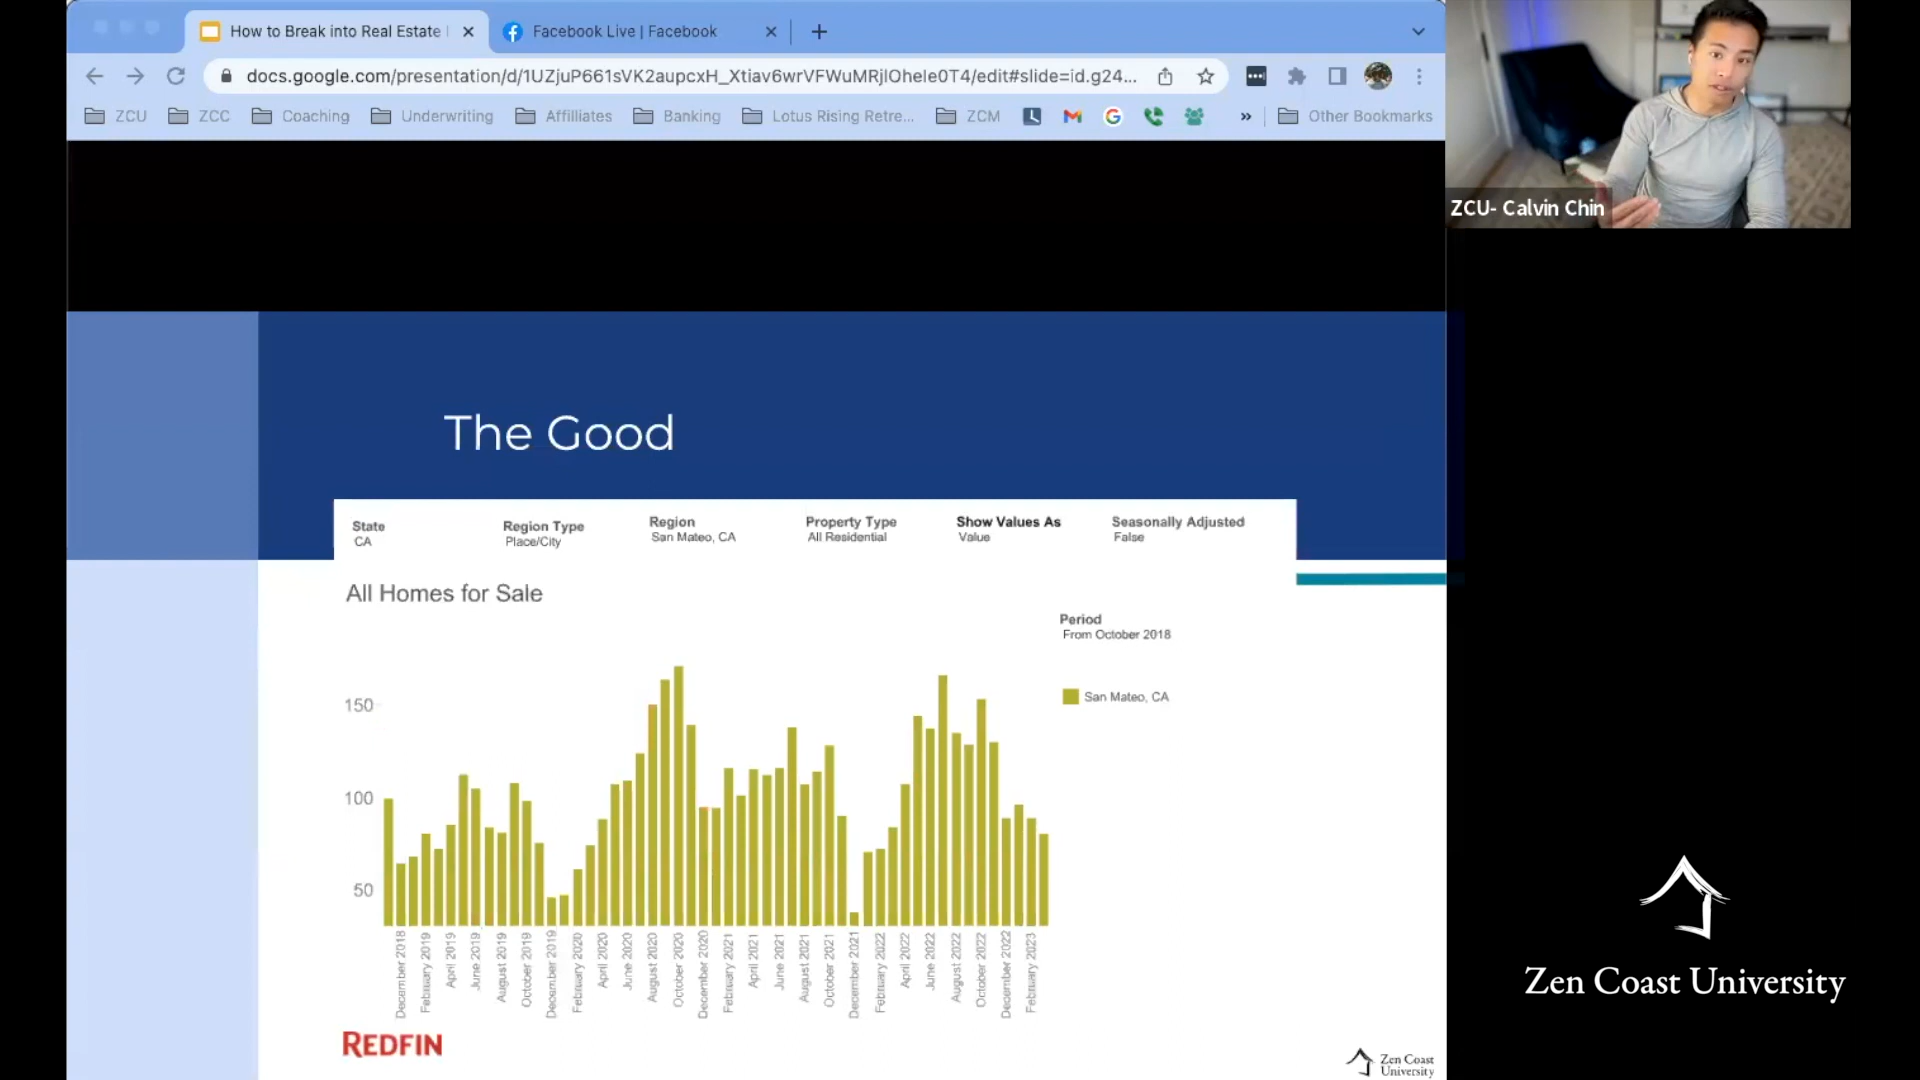 How to Break into Real Estate
Facebook Live | Facebook
docs.google.com/presentation/d/1UZjuP661sVK2aupcxH_Xtiav6wrVFWuMRjlOhele0T4/edit#slide=id.g24...
ZCU
ZCC
Coaching
Underwriting
Affilliates
Banking
Lotus Rising Retre...
ZCM
Other Bookmarks
ZCU- Calvin Chin
The Good
State
CA
Region Type
Place/City
Region
San Mateo, CA
Property Type
All Residential
Show Values As
Value
Seasonally Adjusted
False
All Homes for Sale
Period
From October 2018
San Mateo, CA
150
100
50
December 2018
February 2019
April 2019
June 2019
August 2019
October 2019
December 2019
February 2020
April 2020
June 2020
August 2020
October 2020
December 2020
February 2021
April 2021
June 2021
August 2021
October 2021
December 2021
February 2022
April 2022
June 2022
August 2022
October 2022
December 2022
February 2023
REDFIN
Zen Coast
University
Zen Coast University